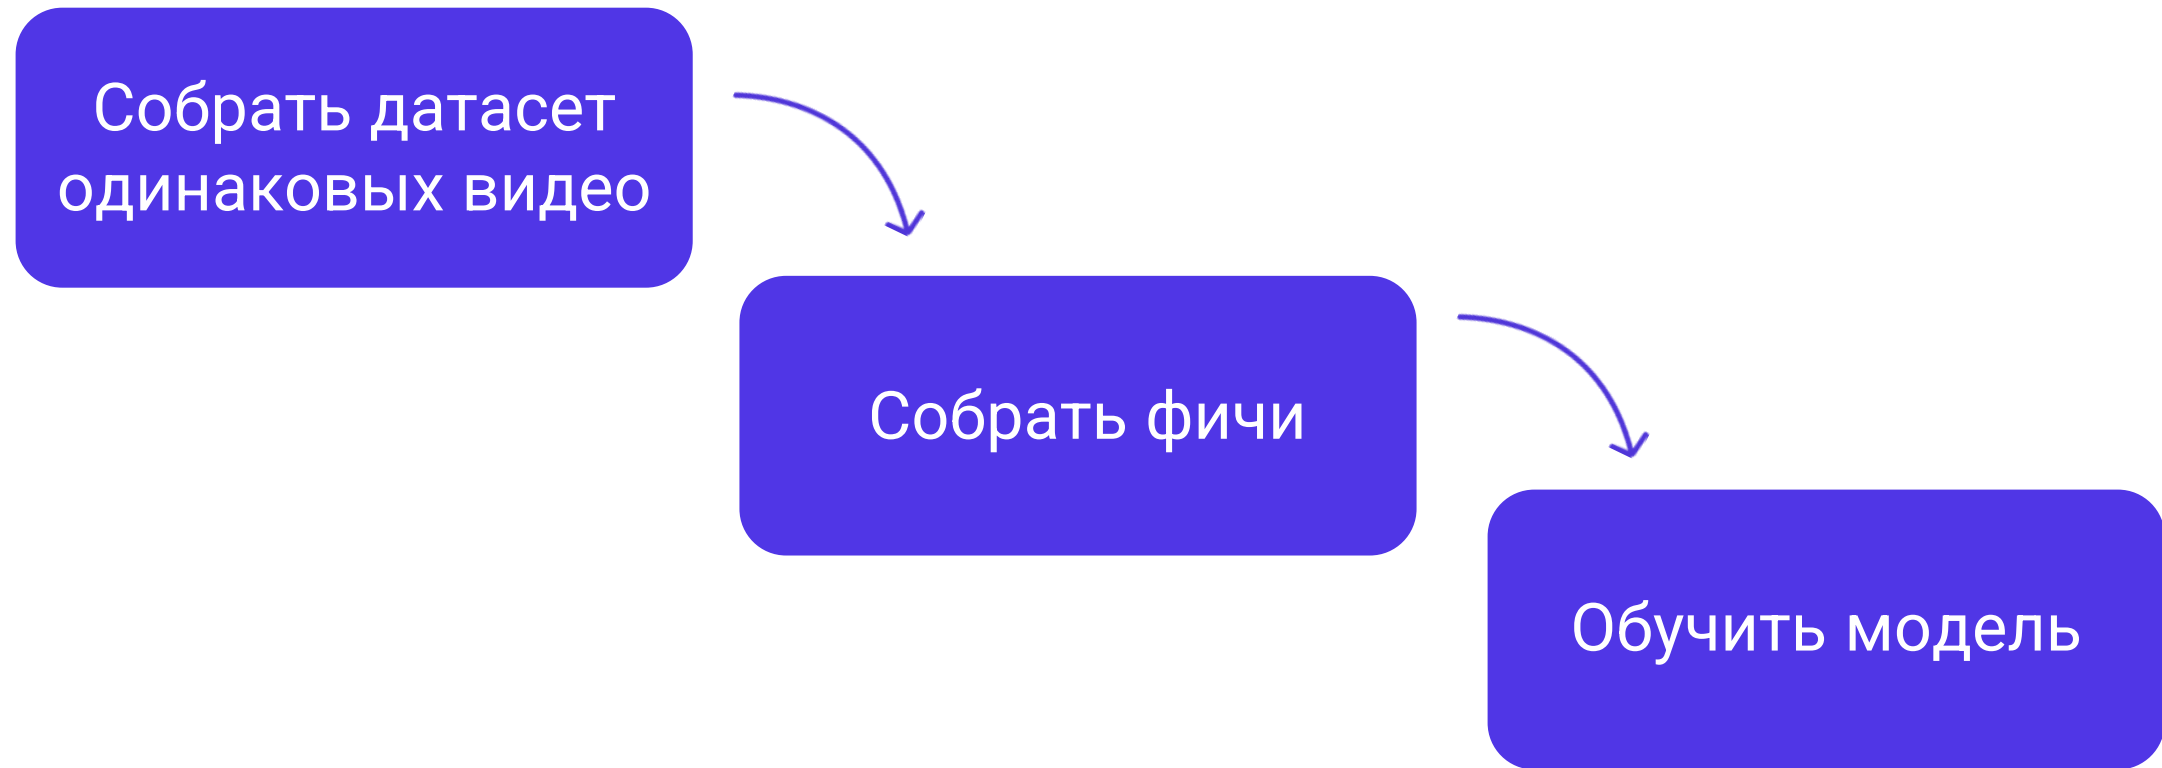 Собрать датасет
одинаковых видео
Собрать фичи
Обучить модель